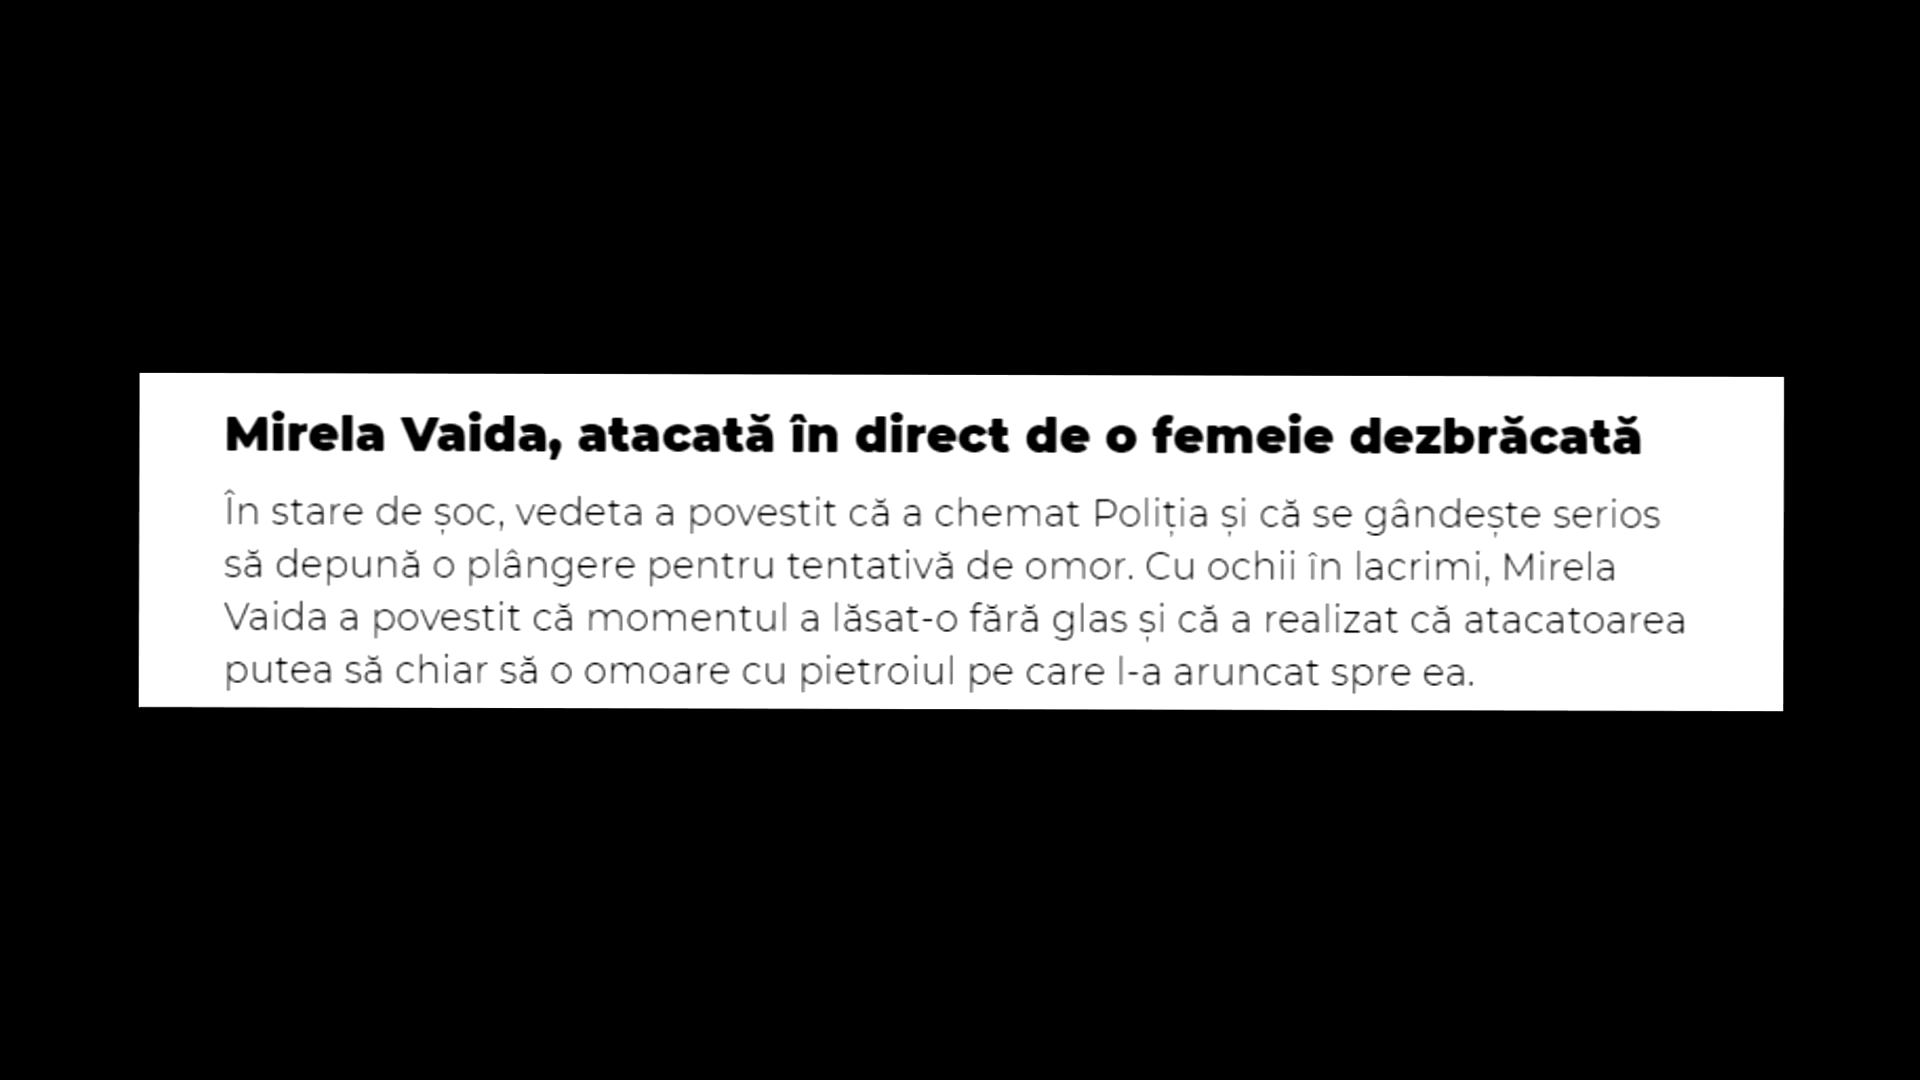 Mirela Vaida, atacată în direct de o femeie dezbrăcată
În stare de șoc, vedeta a povestit că a chemat Poliția și că se gândește serios
să depună o plângere pentru tentativă de omor. Cu ochii în lacrimi, Mirela
Vaida a povestit că momentul a lăsat-o fără glas și că a realizat că atacatoarea
putea să chiar să o omoare cu pietroiul pe care l-a aruncat spre ea.